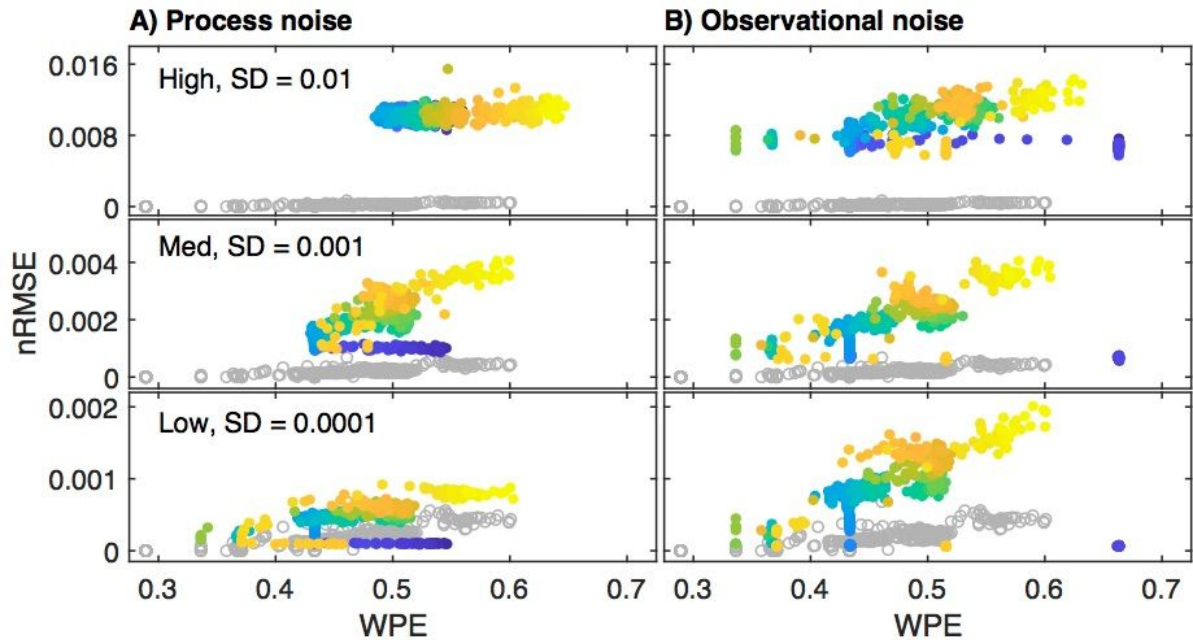 A) Process noise
B) Observational noise
0.016
High, SD = 0.01
0.008
0
Med, SD = 0.001
0.004
nRMSE
0.002
0
0.002
Low, SD = 0.0001
0.001
0
0.3 0.4 0.5 0.6 0.7
0.3 0.4 0.5 0.6 0.7
WPE
WPE